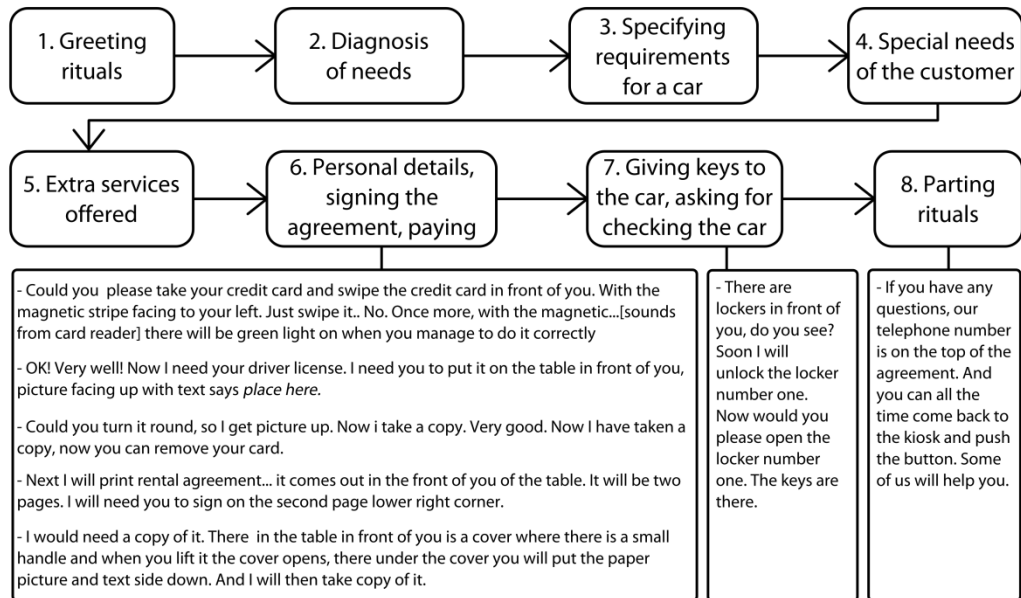 1. Greeting
rituals
2. Diagnosis
of needs
3. Specifying
requirements
for a car
4. Special needs
of the customer
5. Extra services
offered
6. Personal details,
signing the
agreement, paying
7. Giving keys to
the car, asking for
checking the car
8. Parting
rituals
- Could you please take your credit card and swipe the credit card in front of you. With the
magnetic stripe facing to your left. Just swipe it.. No. Once more, with the magnetic...[sounds
from card reader] there will be green light on when you manage to do it correctly
- OK! Very well! Now I need your driver license. I need you to put it on the table in front of you,
picture facing up with text says place here.
- Could you turn it round, so I get picture up. Now i take a copy. Very good. Now I have taken a
copy, now you can remove your card.
- Next I will print rental agreement... it comes out in the front of you of the table. It will be two
pages. I will need you to sign on the second page lower right corner.
- I would need a copy of it. There in the table in front of you is a cover where there is a small
handle and when you lift it the cover opens, there under the cover you will put the paper
picture and text side down. And I will then take copy of it.
- There are
lockers in front of
you, do you see?
Soon I will
unlock the locker
number one.
Now would you
please open the
locker number
one. The keys are
there.
- If you have any
questions, our
telephone number
is on the top of the
agreement. And
you can all the
time come back to
the kiosk and push
the button. Some
of us will help you.